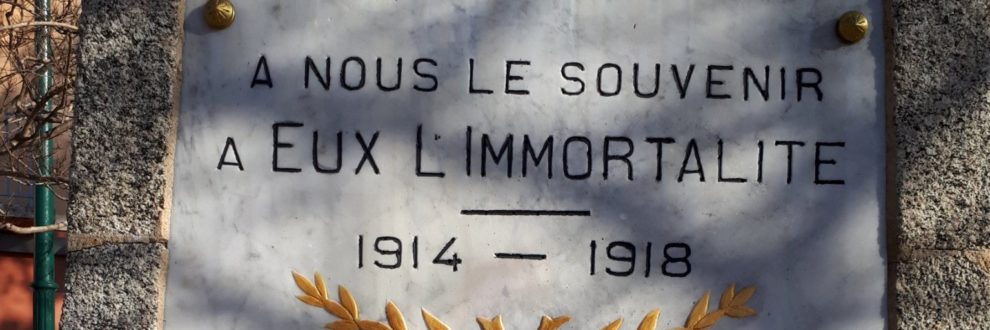 A NOUS LE SOUVENIR
A EUX L'IMMORTALITE
1914 — 1918